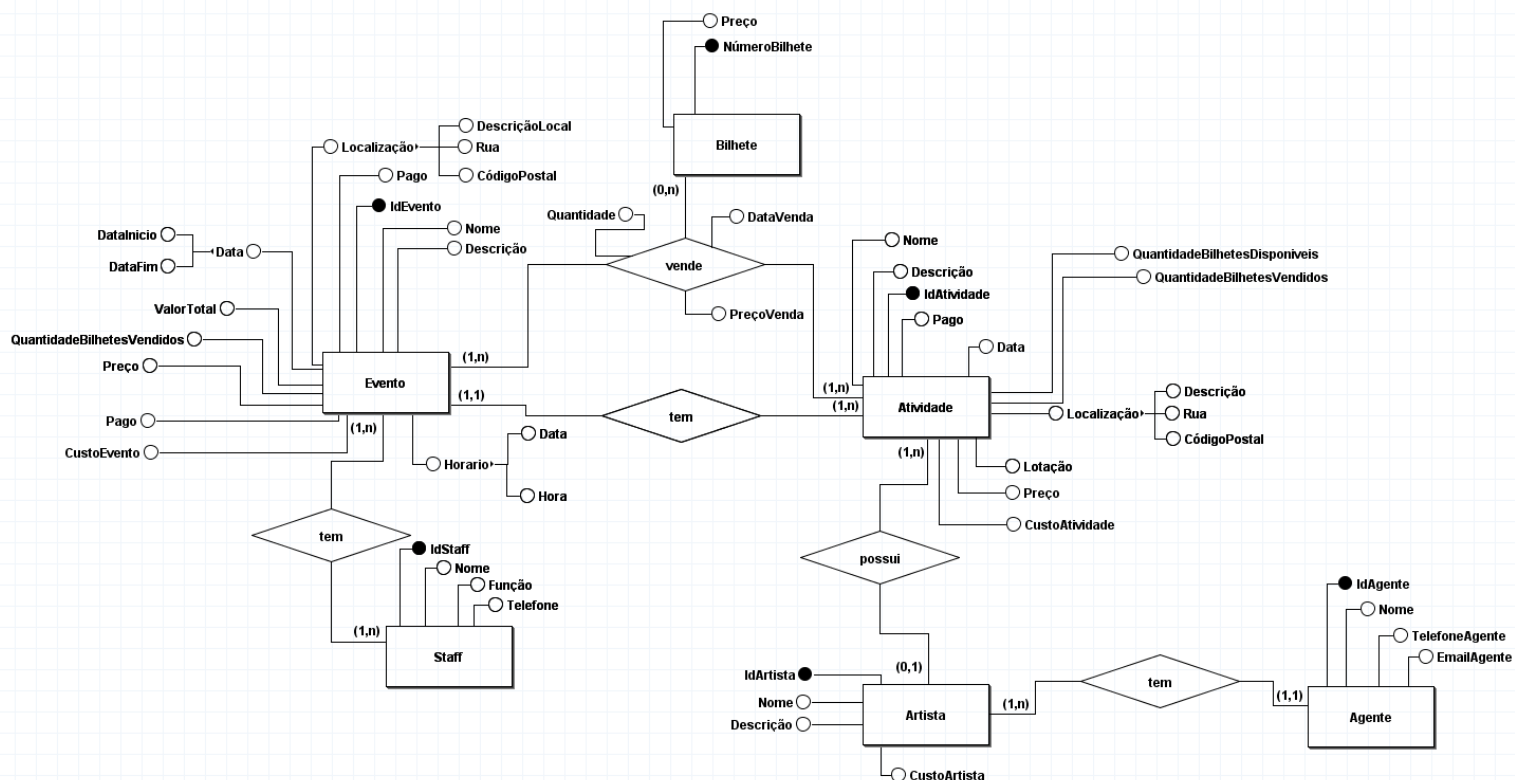 Preço
NúmeroBilhete
Bilhete
(0,n)
DescriçãoLocal
Localização
Rua
CódigoPostal
Pago
IdEvento
Nome
Descrição
DataInicio
Data
DataFim
ValorTotal
QuantidadeBilhetesVendidos
Preço
Pago
CustoEvento
Evento
(1,n)
(1,1)
(1,n)
Quantidade
DataVenda
vende
PreçoVenda
Nome
Descrição
IdAtividade
Pago
Data
QuantidadeBilhetesDisponiveis
QuantidadeBilhetesVendidos
(1,n)
(1,n)
Atividade
Descrição
Localização
Rua
CódigoPostal
tem
(1,n)
Lotação
Preço
CustoAtividade
Data
Horario
Hora
tem
IdStaff
Nome
Função
Telefone
(1,n)
Staff
possui
(0,1)
IdArtista
Nome
Descrição
Artista
CustoArtista
(1,n)
tem
(1,1)
IdAgente
Nome
TelefoneAgente
EmailAgente
Agente